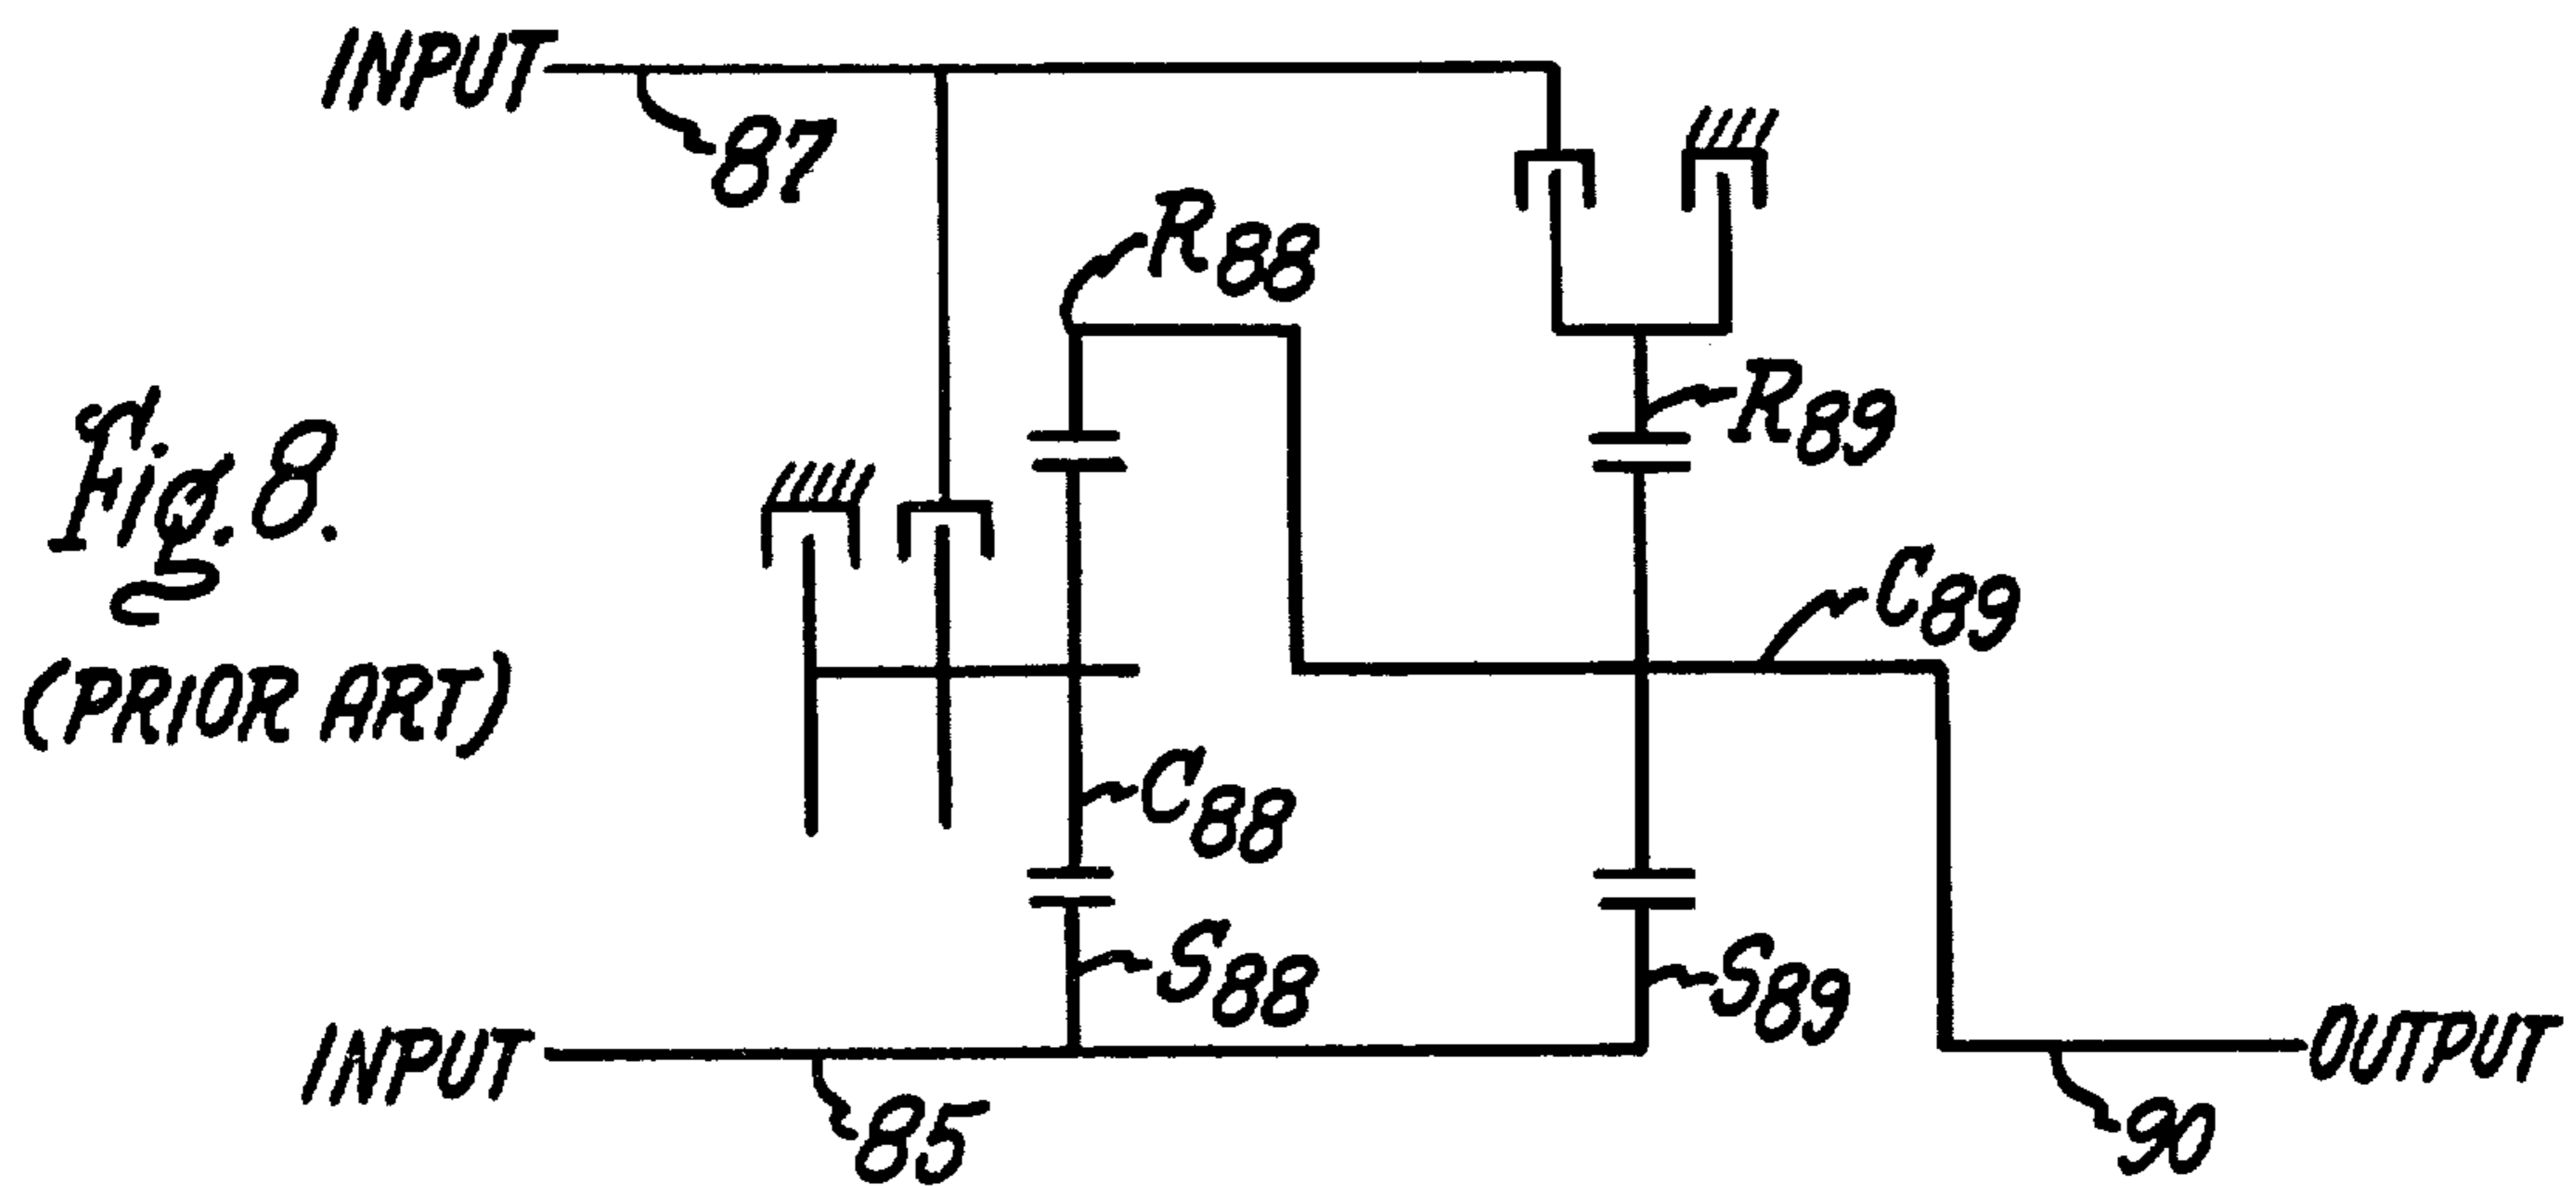 INPUT
87
R88
R89
Fig. 8.
C89
(PRIOR ART)
C88
S88
S89
INPUT
OUTPUT
85
90